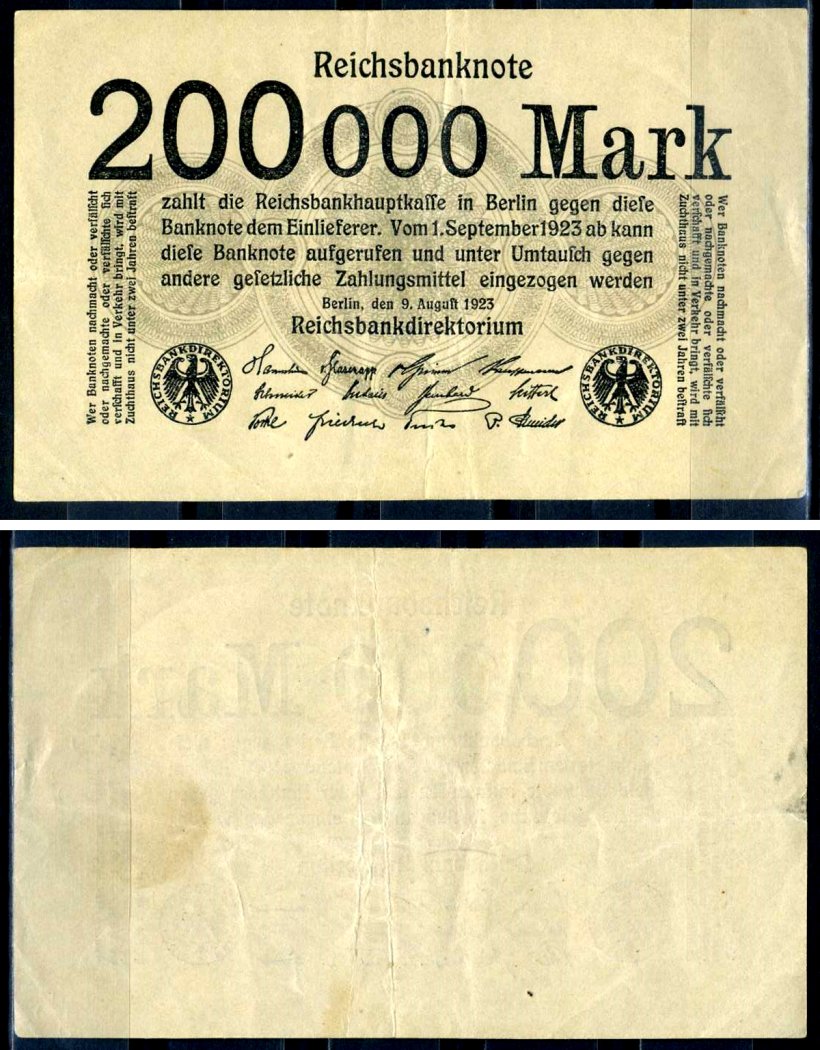 Reichsbanknote
200000 Mark
zahlt die Reichsbankhauptkaſſe in Berlin gegen dieſe
Banknote dem Einlieferer. Vom 1. September 1923 ab kann
dieſe Banknote aufgerufen und unter Umtauſch gegen
andere geſetzliche Zahlungsmittel eingezogen werden
Berlin, den 9. Auguſt 1923
Reichsbankdirektorium
Wer Banknoten nachmacht oder verfälſcht
oder nachgemachte oder verfälſchte ſich
verſchafft und in Verkehr bringt, wird mit
Zuchthaus nicht unter zwei Jahren beſtraft
Wer Banknoten nachmacht oder verfälſcht
oder nachgemachte oder verfälſchte ſich
verſchafft und in Verkehr bringt, wird mit
Zuchthaus nicht unter zwei Jahren beſtraft
REICHSBANKDIREKTORIUM
REICHSBANKDIREKTORIUM
v. Glasenapp
Schneider
Friedrich
P. Schneider